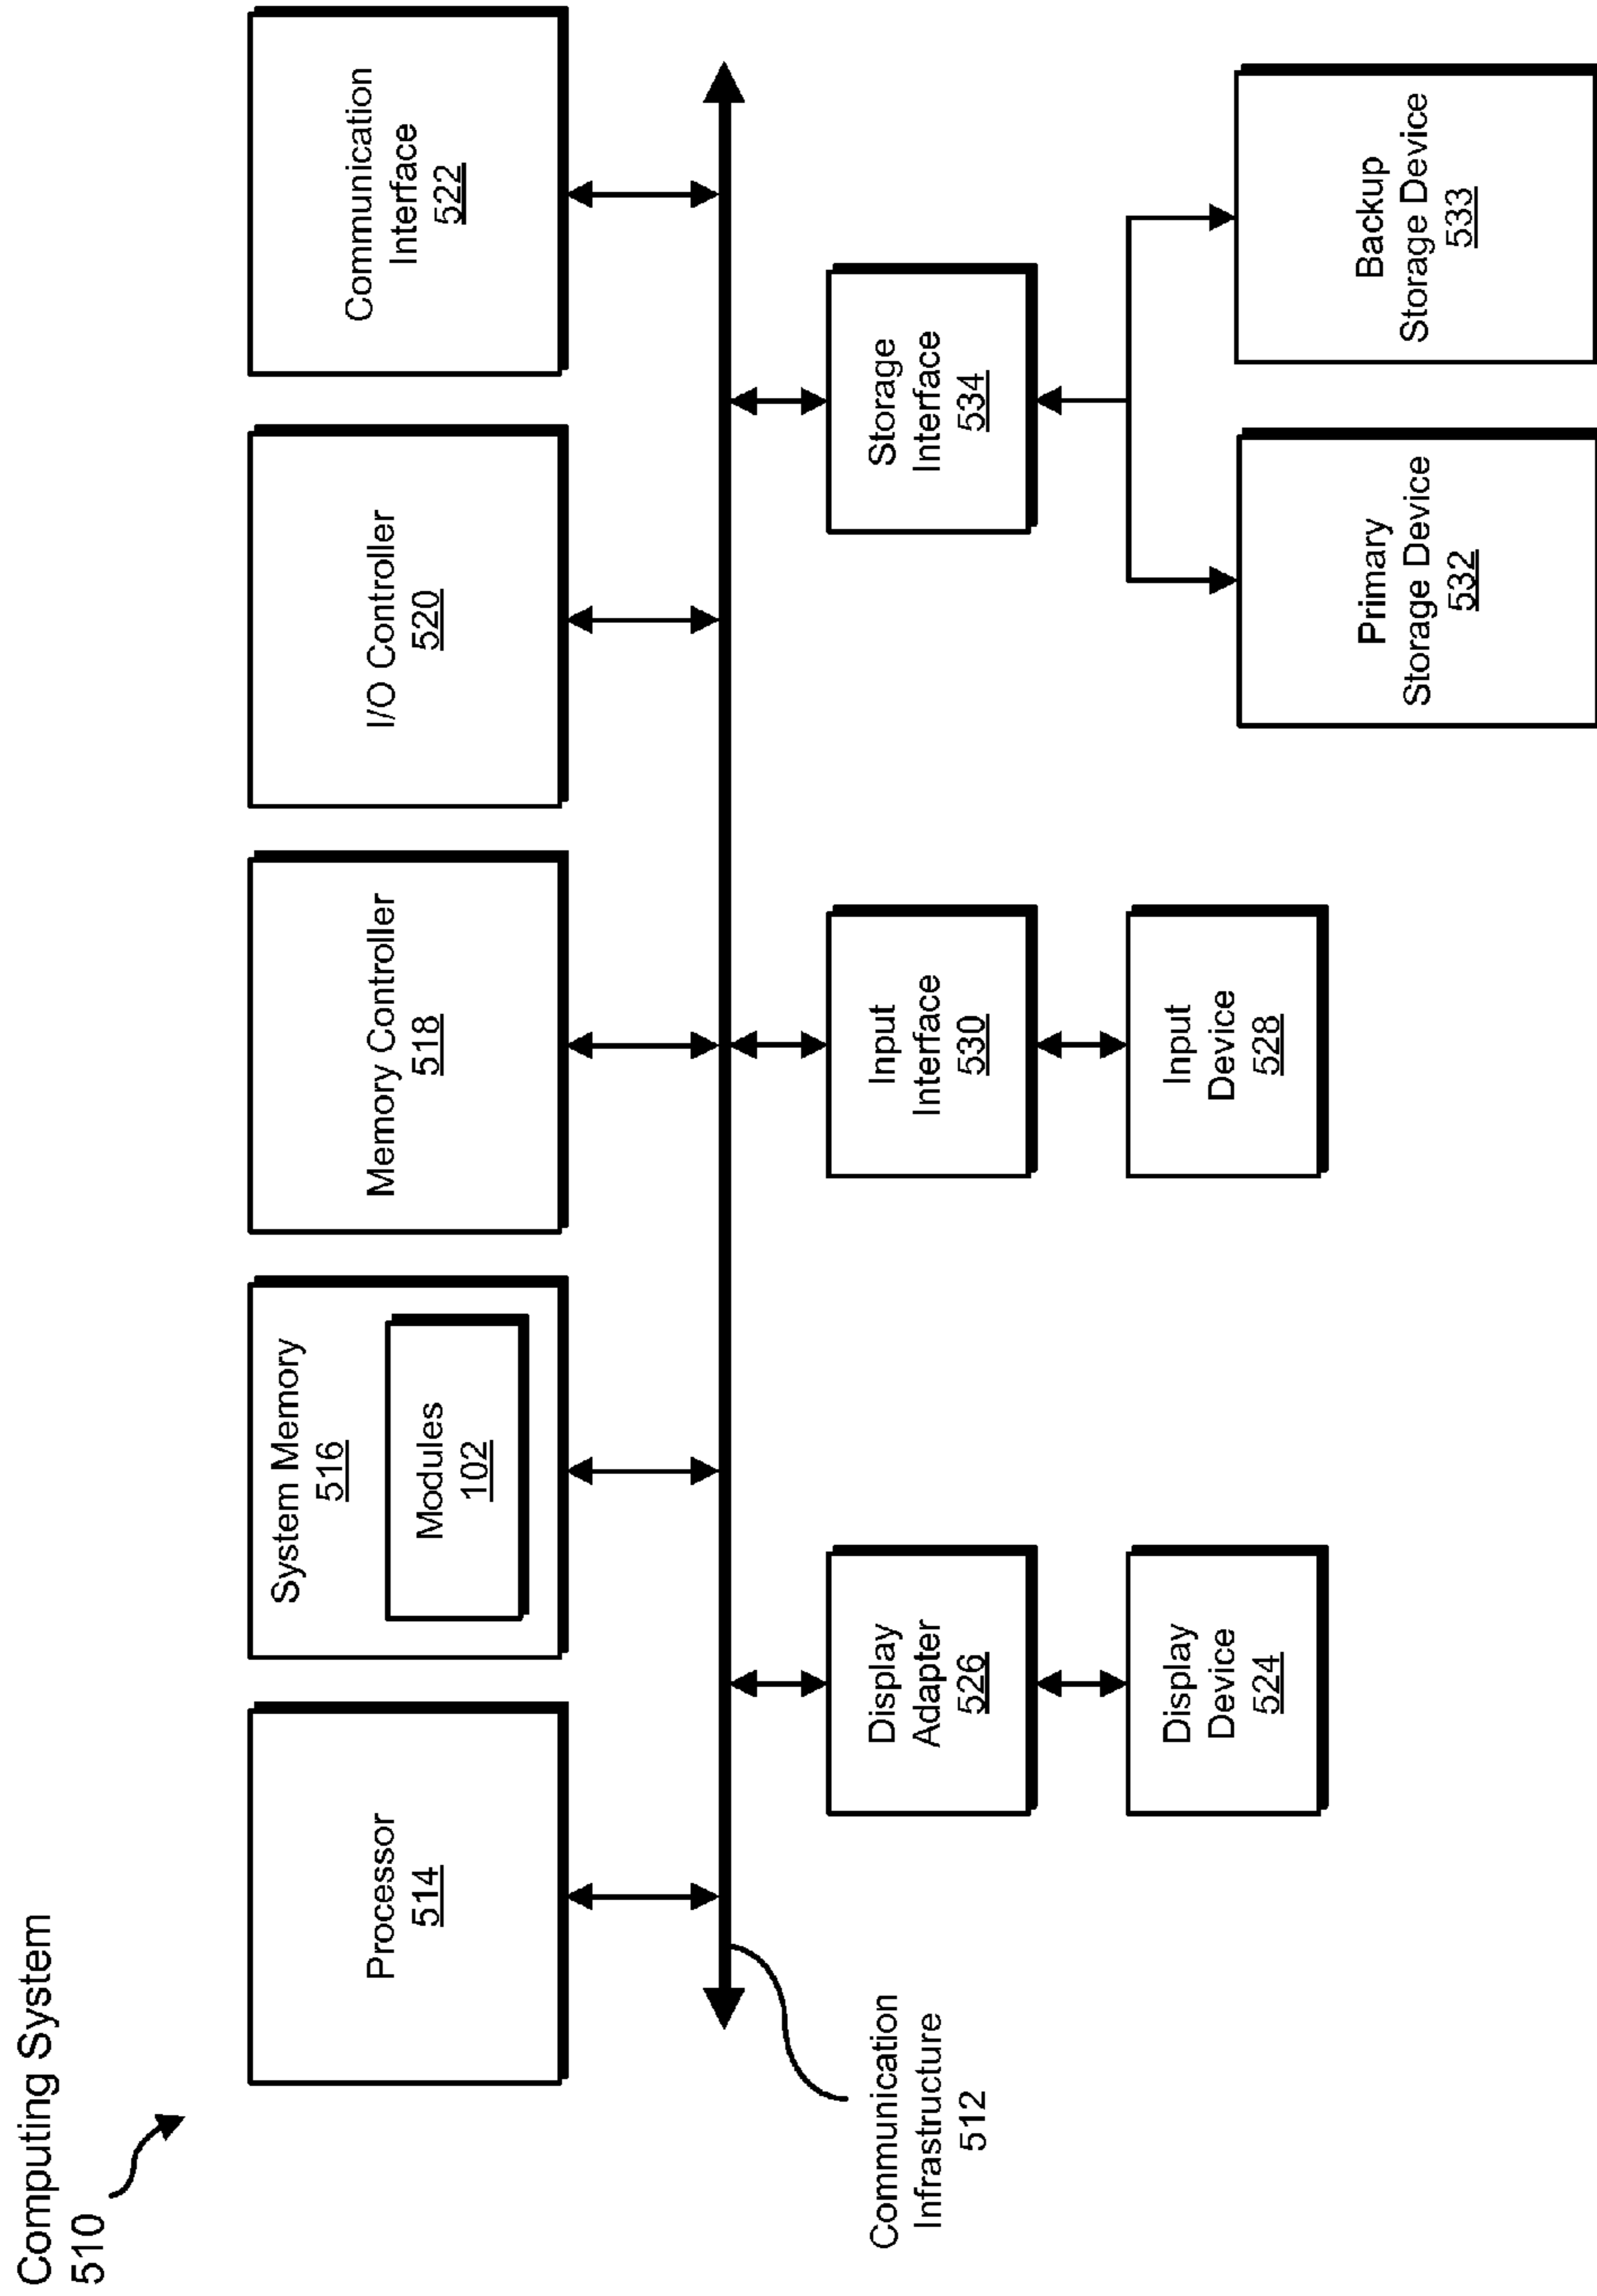 Computing System
510
Processor
514
System Memory
516
Modules
102
Memory Controller
518
I/O Controller
520
Communication
Interface
522
Communication
Infrastructure
512
Display
Adapter
526
Input
Interface
530
Storage
Interface
534
Display
Device
524
Input
Device
528
Primary
Storage Device
532
Backup
Storage Device
533